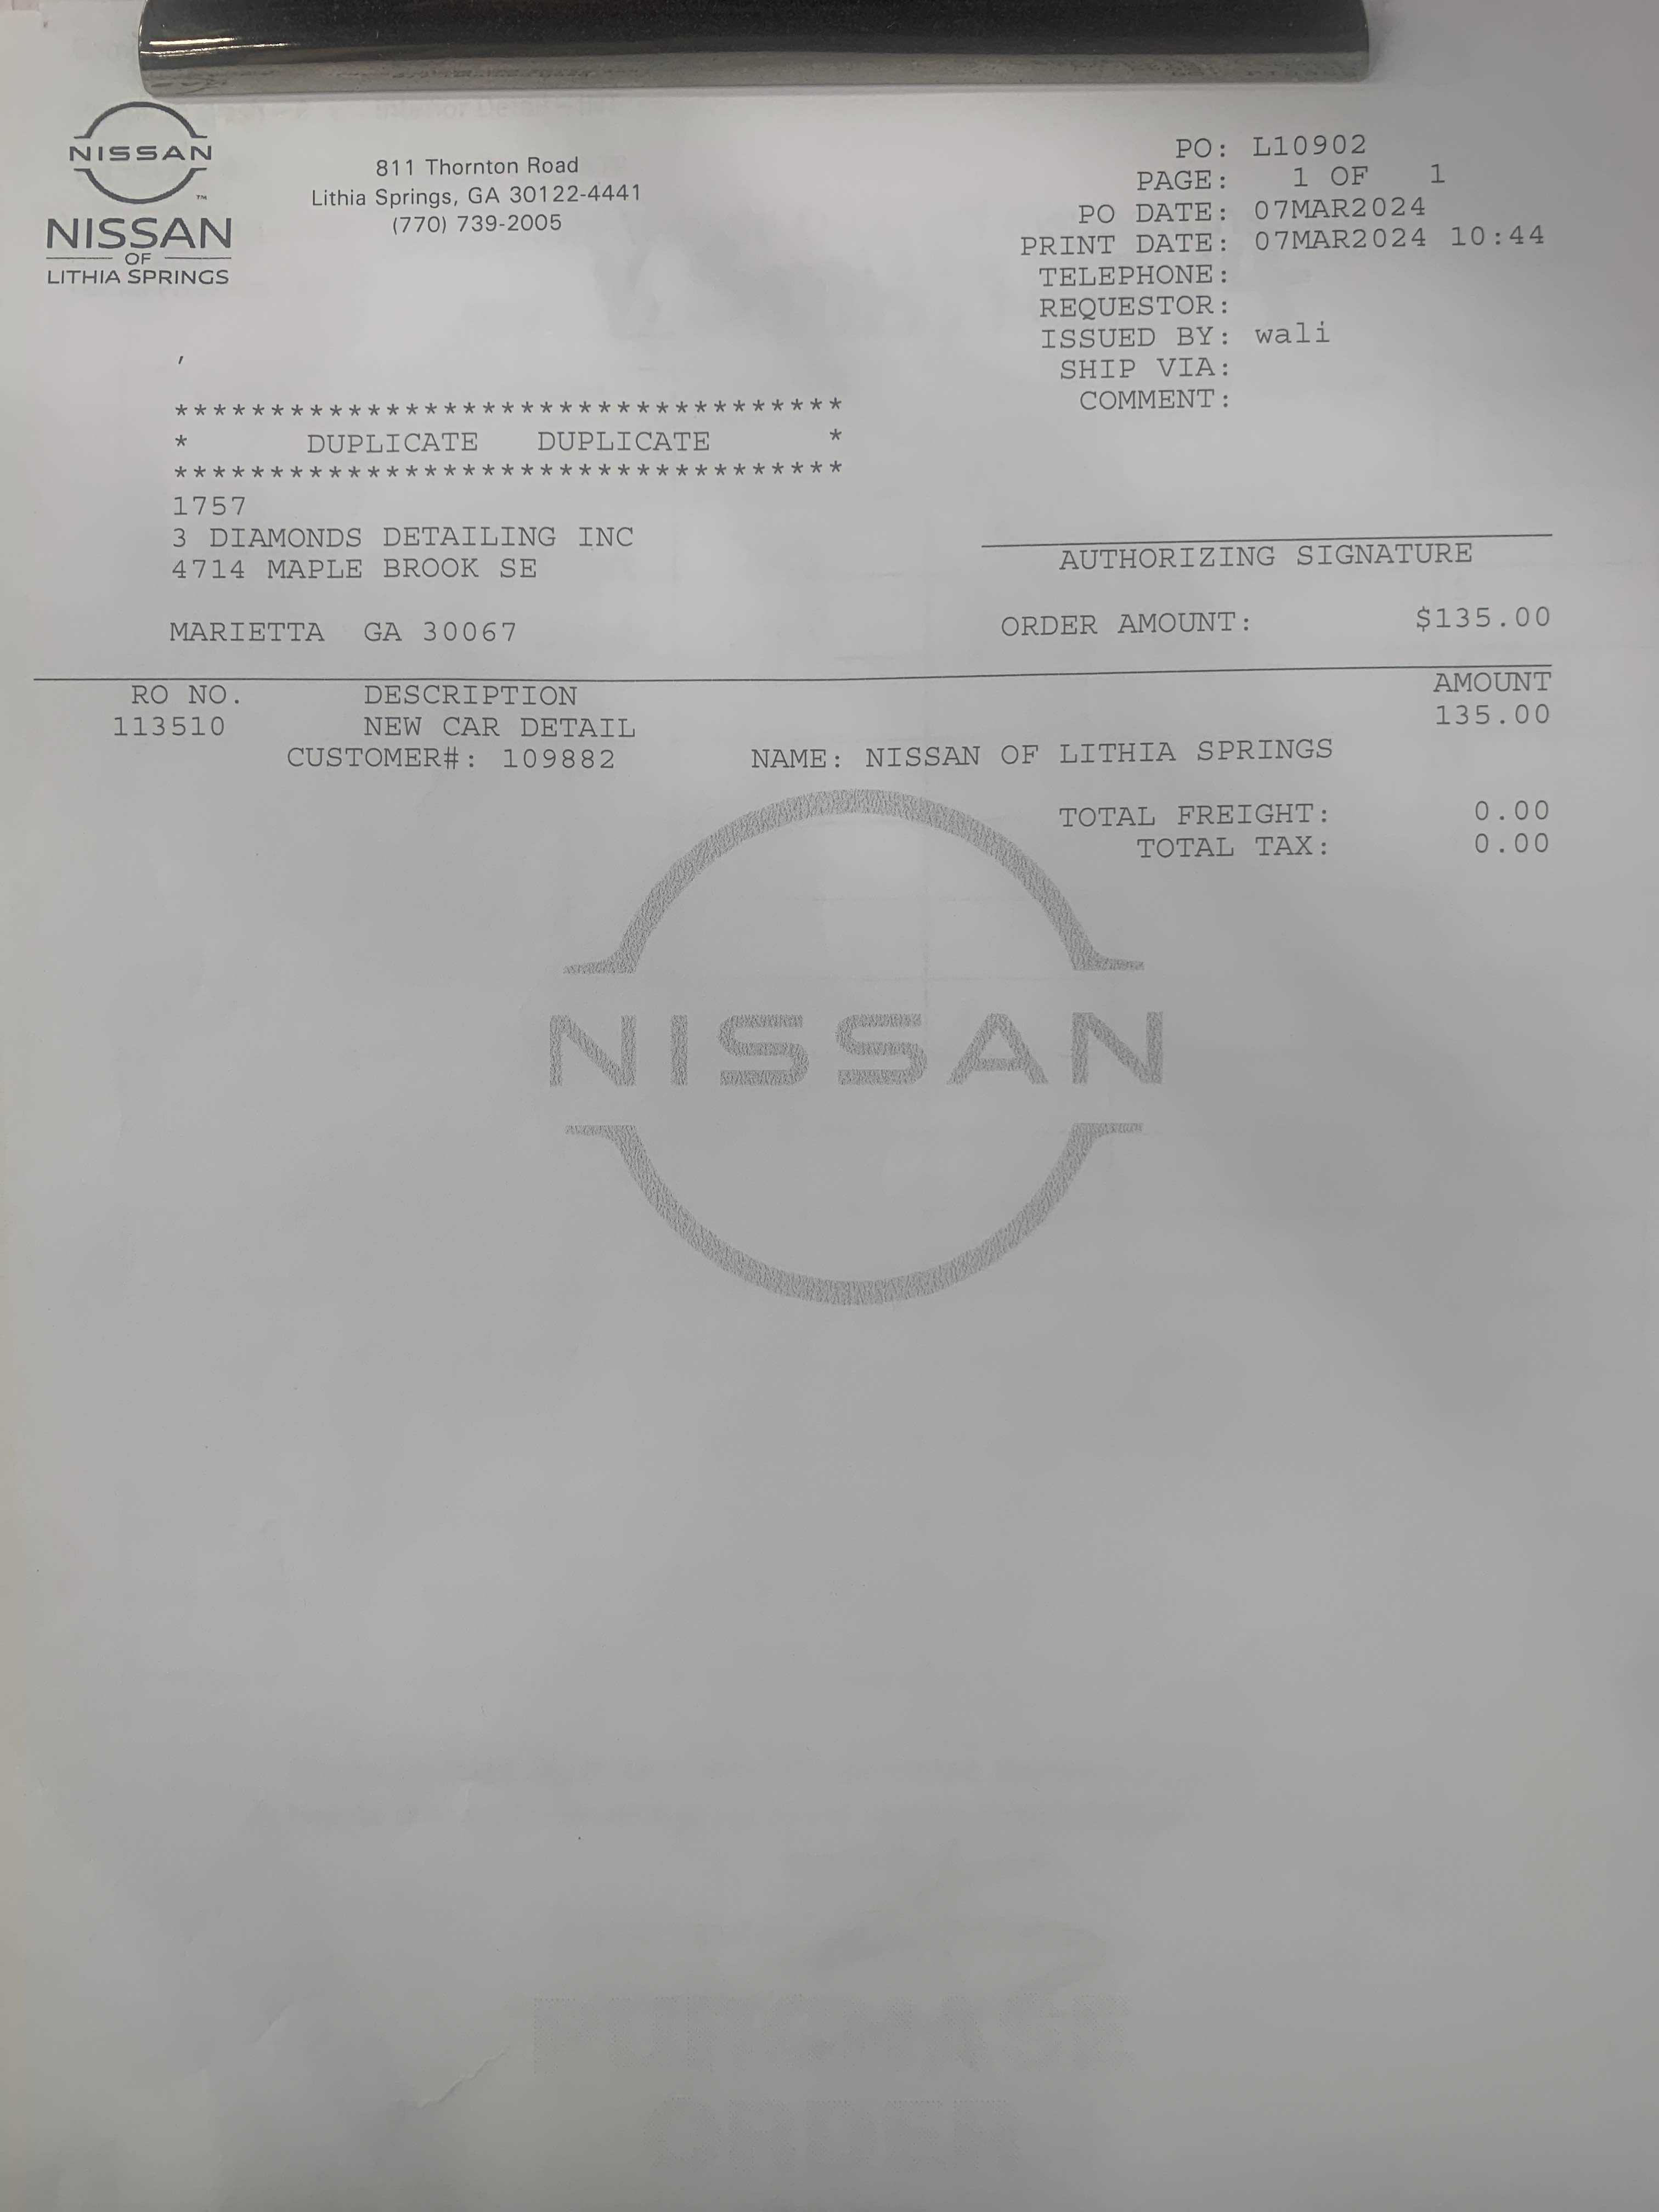 NISSAN
TM
NISSAN
OF
LITHIA SPRINGS
811 Thornton Road
Lithia Springs, GA 30122-4441
(770) 739-2005
PO: L10902
PAGE: 1 OF 1
PO DATE: 07MAR2024
PRINT DATE: 07MAR2024 10:44
TELEPHONE:
REQUESTOR:
ISSUED BY: wali
SHIP VIA:
COMMENT:
,
***********************************
* DUPLICATE DUPLICATE *
***********************************
1757
3 DIAMONDS DETAILING INC
4714 MAPLE BROOK SE
MARIETTA GA 30067
AUTHORIZING SIGNATURE
ORDER AMOUNT: $135.00
RO NO. DESCRIPTION AMOUNT
113510 NEW CAR DETAIL 135.00
CUSTOMER#: 109882 NAME: NISSAN OF LITHIA SPRINGS
TOTAL FREIGHT: 0.00
TOTAL TAX: 0.00
NISSAN
PURCHASE
ORDER